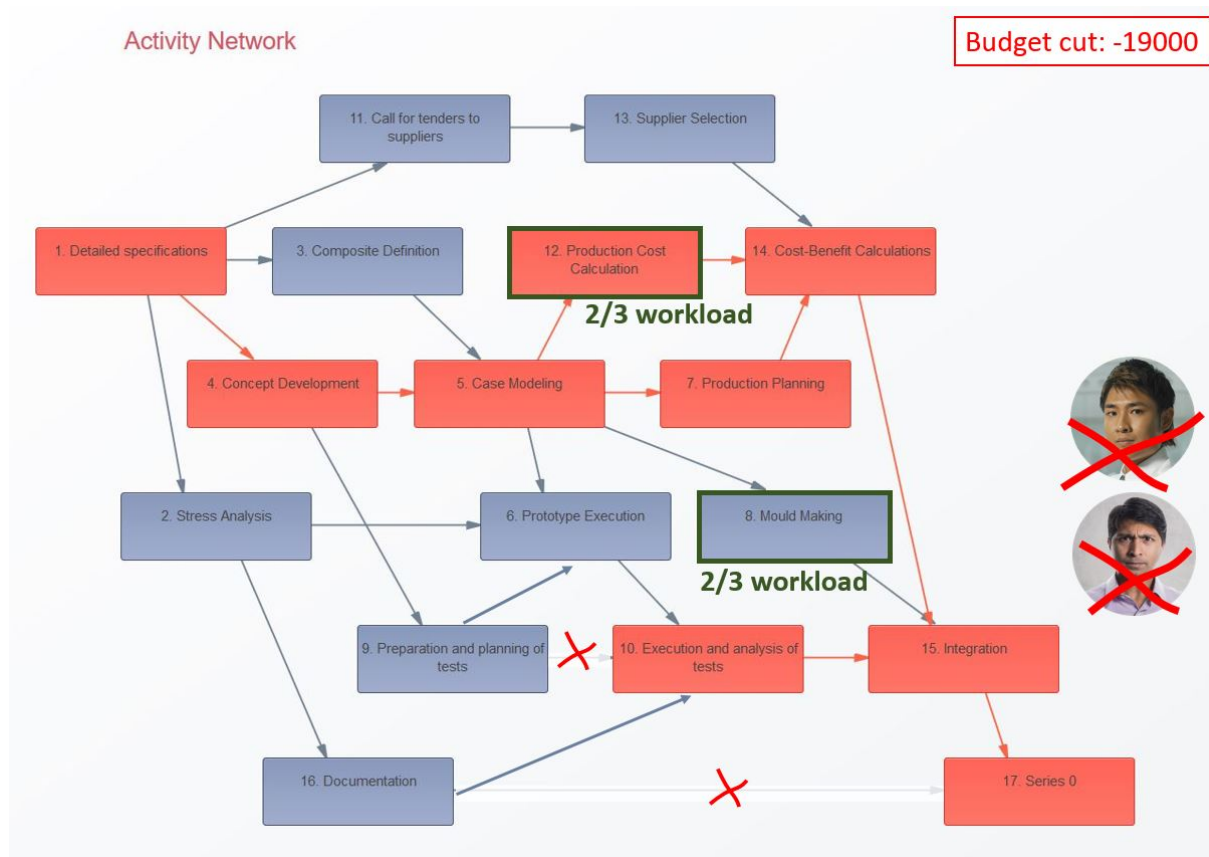 Activity Network
Budget cut: -19000
11. Call for tenders to
suppliers
13. Supplier Selection
1. Detailed specifications
3. Composite Definition
12. Production Cost
Calculation
14. Cost-Benefit Calculations
2/3 workload
4. Concept Development
5. Case Modeling
7. Production Planning
2. Stress Analysis
6. Prototype Execution
8. Mould Making
2/3 workload
9. Preparation and planning of
tests
10. Execution and analysis of
tests
15. Integration
16. Documentation
17. Series 0